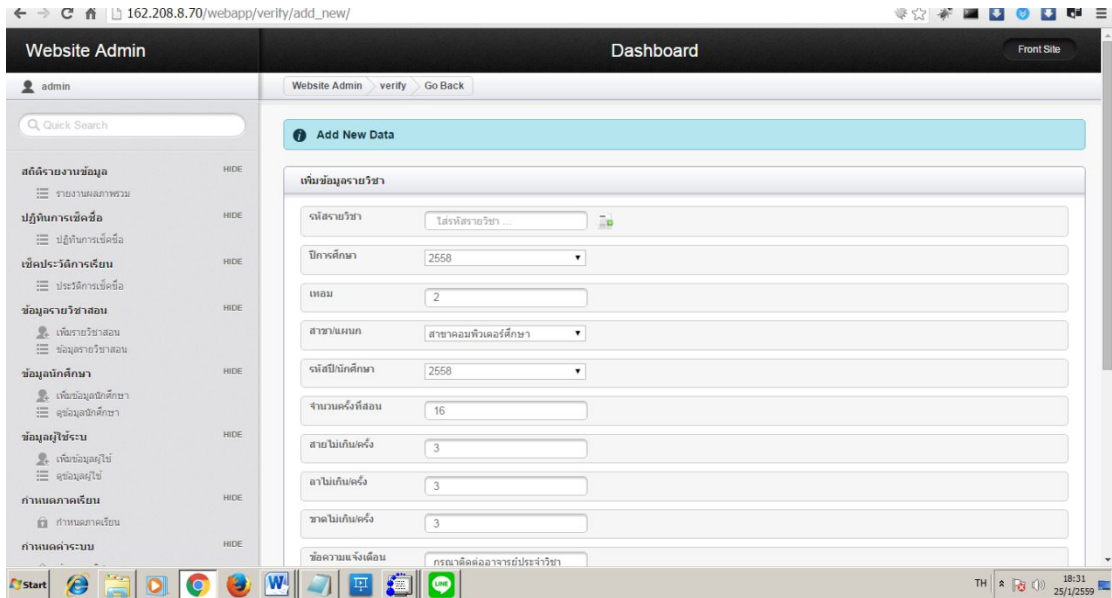 162.208.8.70/webapp/verify/add_new/
Website Admin
Dashboard
Front Site
admin
Website Admin verify Go Back
Quick Search
Add New Data
สถิติรายงานข้อมูล HIDE
รายงานผลภาพรวม
ปฏิทินการเช็คชื่อ HIDE
ปฏิทินการเช็คชื่อ
เช็คประวัติการเรียน HIDE
ประวัติการเช็คชื่อ
ข้อมูลรายวิชาสอน HIDE
เพิ่มรายวิชาสอน
ข้อมูลรายวิชาสอน
ข้อมูลนักศึกษา HIDE
เพิ่มข้อมูลนักศึกษา
ดูข้อมูลนักศึกษา
ข้อมูลผู้ใช้ระบ HIDE
เพิ่มข้อมูลผู้ใช้
ดูข้อมูลผู้ใช้
กำหนดภาคเรียน HIDE
กำหนดภาคเรียน
กำหนดค่าระบบ HIDE
เพิ่มข้อมูลรายวิชา
รหัสรายวิชา ใส่รหัสรายวิชา ...
ปีการศึกษา 2558
เทอม 2
สาขา/แผนก สาขาคอมพิวเตอร์ศึกษา
รหัสปี/นักศึกษา 2558
จำนวนครั้งที่สอน 16
สายไม่เกิน/ครั้ง 3
ลาไม่เกิน/ครั้ง 3
ขาดไม่เกิน/ครั้ง 3
ข้อความแจ้งเตือน กรุณาติดต่ออาจารย์ประจำวิชา
Start
LINE
TH
18:31
25/1/2559